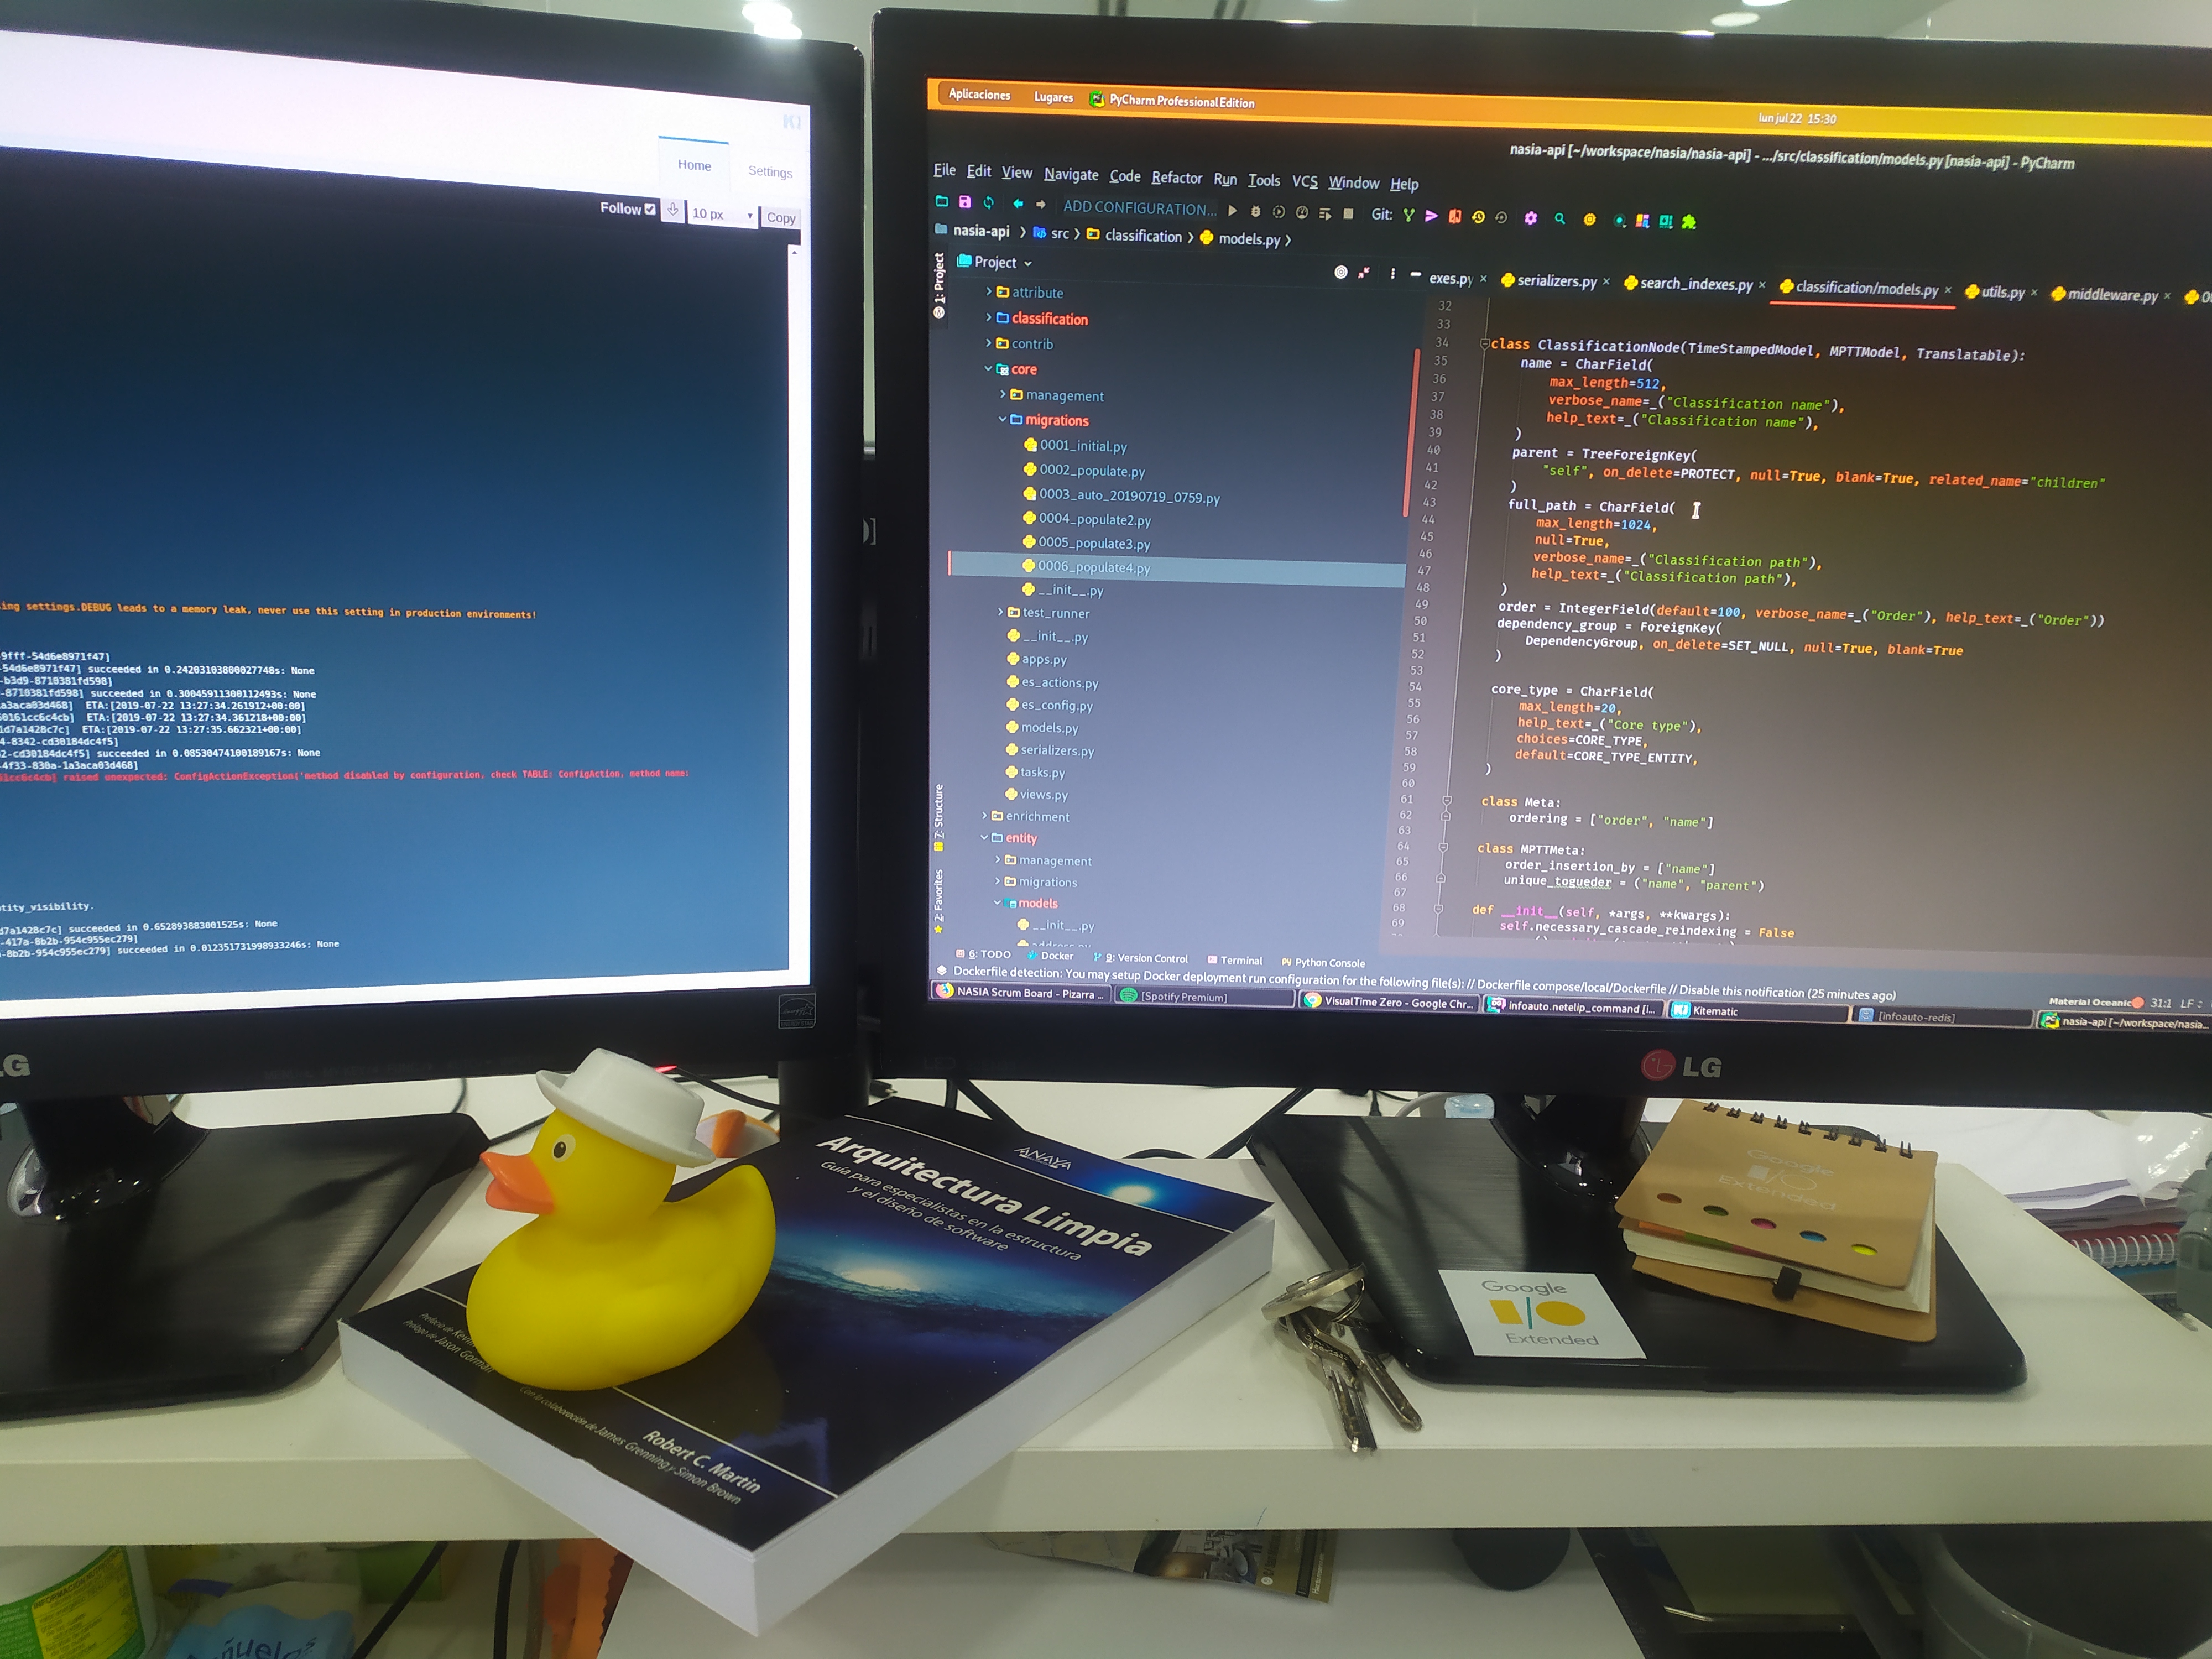 KI
Home
Settings
Follow
10 px
Copy
ing settings.DEBUG leads to a memory leak, never use this setting in production environments!
9fff-54d6e8971f47]
-54d6e8971f47] succeeded in 0.24203103800027748s: None
-b3d9-8710381fd598]
-8710381fd598] succeeded in 0.30045911300112493s: None
a3aca03d468] ETA:[2019-07-22 13:27:34.261912+00:00]
0161cc6c4cb] ETA:[2019-07-22 13:27:34.361218+00:00]
d7a1428c7c] ETA:[2019-07-22 13:27:35.662321+00:00]
4-8342-cd30184dc4f5]
2-cd30184dc4f5] succeeded in 0.08530474100189167s: None
4f33-830a-1a3aca03d468]
61cc6c4cb] raised unexpected: ConfigActionException('method disabled by configuration, check TABLE: ConfigAction, method name:
tity_visibility.
d7a1428c7c] succeeded in 0.652893883001525s: None
-417a-8b2b-954c955ec279]
-8b2b-954c955ec279] succeeded in 0.012351731998933246s: None
LG
Aplicaciones Lugares PyCharm Professional Edition
lun jul 22 15:30
nasia-api [~/workspace/nasia/nasia-api] - .../src/classification/models.py [nasia-api] - PyCharm
File Edit View Navigate Code Refactor Run Tools VCS Window Help
ADD CONFIGURATION... Git:
nasia-api src classification models.py
1: Project
7: Structure
2: Favorites
Project
attribute
classification
contrib
core
management
migrations
0001_initial.py
0002_populate.py
0003_auto_20190719_0759.py
0004_populate2.py
0005_populate3.py
0006_populate4.py
__init__.py
test_runner
__init__.py
apps.py
es_actions.py
es_config.py
models.py
serializers.py
tasks.py
views.py
enrichment
entity
management
migrations
models
__init__.py
exes.py serializers.py search_indexes.py classification/models.py utils.py middleware.py
32
33
34 class ClassificationNode(TimeStampedModel, MPTTModel, Translatable):
35 name = CharField(
36 max_length=512,
37 verbose_name=_("Classification name"),
38 help_text=_("Classification name"),
39 )
40 parent = TreeForeignKey(
41 "self", on_delete=PROTECT, null=True, blank=True, related_name="children"
42 )
43 full_path = CharField(
44 max_length=1024,
45 null=True,
46 verbose_name=_("Classification path"),
47 help_text=_("Classification path"),
48 )
49 order = IntegerField(default=100, verbose_name=_("Order"), help_text=_("Order"))
50 dependency_group = ForeignKey(
51 DependencyGroup, on_delete=SET_NULL, null=True, blank=True
52 )
53
54 core_type = CharField(
55 max_length=20,
56 help_text=_("Core type"),
57 choices=CORE_TYPE,
58 default=CORE_TYPE_ENTITY,
59 )
60
61 class Meta:
62 ordering = ["order", "name"]
63
64 class MPTTMeta:
65 order_insertion_by = ["name"]
66 unique_togueder = ("name", "parent")
67
68 def __init__(self, *args, **kwargs):
69 self.necessary_cascade_reindexing = False
6: TODO Docker 9: Version Control Terminal Python Console
Dockerfile detection: You may setup Docker deployment run configuration for the following file(s): // Dockerfile compose/local/Dockerfile // Disable this notification (25 minutes ago)
Material Oceanic 31:1 LF
NASIA Scrum Board - Pizarra ... [Spotify Premium] VisualTime Zero - Google Chr... infoauto.netelip_command [i... Kitematic [infoauto-redis] nasia-api [~/workspace/nasia...
LG
ANAYA
Arquitectura Limpia
Guía para especialistas en la estructura
y el diseño de software
Prólogo de Jason Gorman
Con la colaboración de James Grenning y Simon Brown
Robert C. Martin
Google
I/O
Extended
Google
I/O
Extended